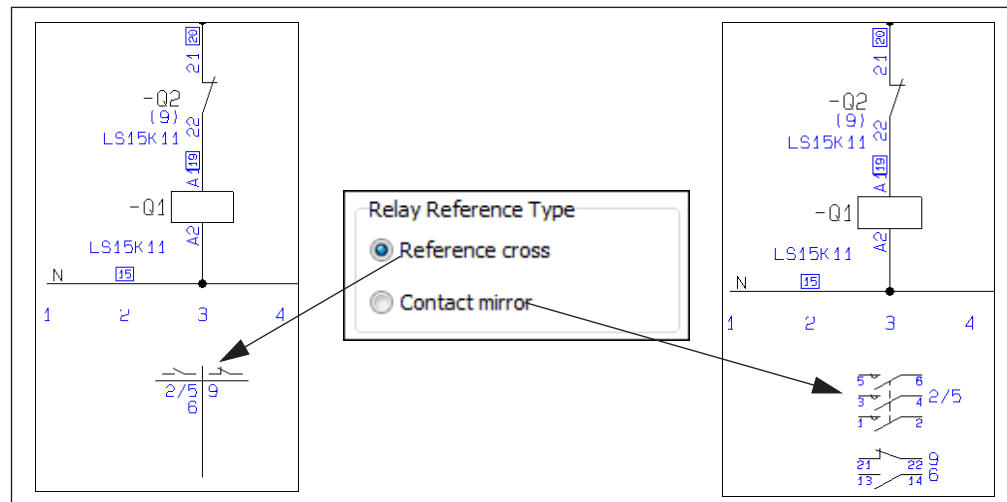 20
21
-Q2
(9)
22
LS15K11
19
A1
-Q1
A2
LS15K11
N
15
1 2 3 4
2/5 9
6
Relay Reference Type
Reference cross
Contact mirror
20
21
-Q2
(9)
22
LS15K11
19
A1
-Q1
A2
LS15K11
N
15
1 2 3 4
5 6
3 4 2/5
1 2
21 22 9
13 14 6